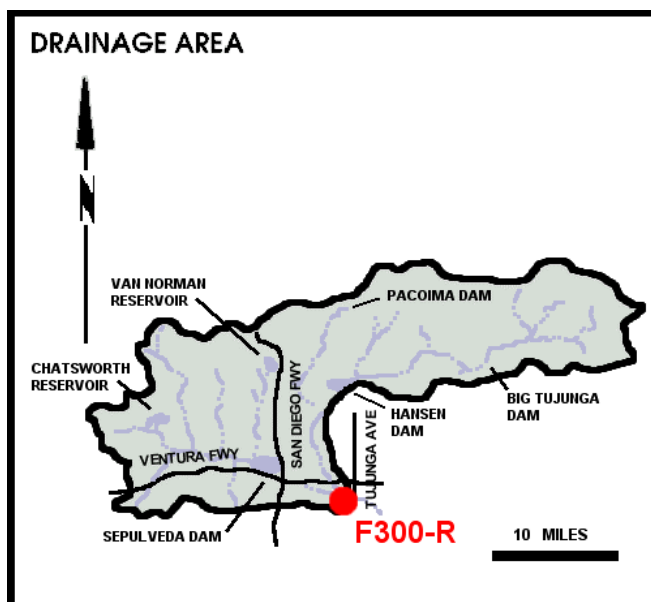 DRAINAGE AREA
N
VAN NORMAN
RESERVOIR
PACOIMA DAM
CHATSWORTH
RESERVOIR
SAN DIEGO FWY
HANSEN
DAM
BIG TUJUNGA
DAM
TUJUNGA AVE
VENTURA FWY
SEPULVEDA DAM
F300-R
10 MILES